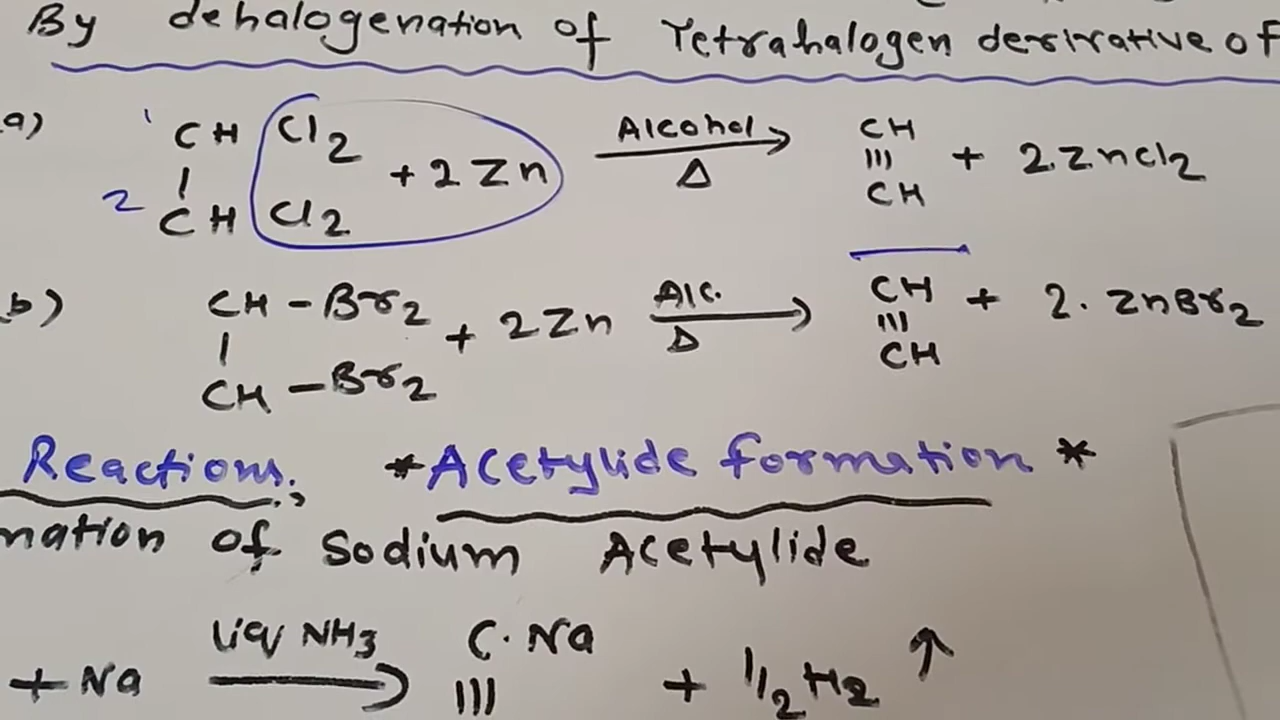 By dehalogenation of Tetrahalogen derivative of
a) 1 CH Cl2 + 2 Zn Alcohol Δ CH ||| CH + 2 ZnCl2
2 CH Cl2
b) CH - Br2 + 2Zn Alc. Δ CH ||| CH + 2. ZnBr2
CH - Br2
Reactions. *Acetylide formation *
nation of Sodium Acetylide
+ Na liq NH3 → C·Na ||| + 1/2 H2 ↑